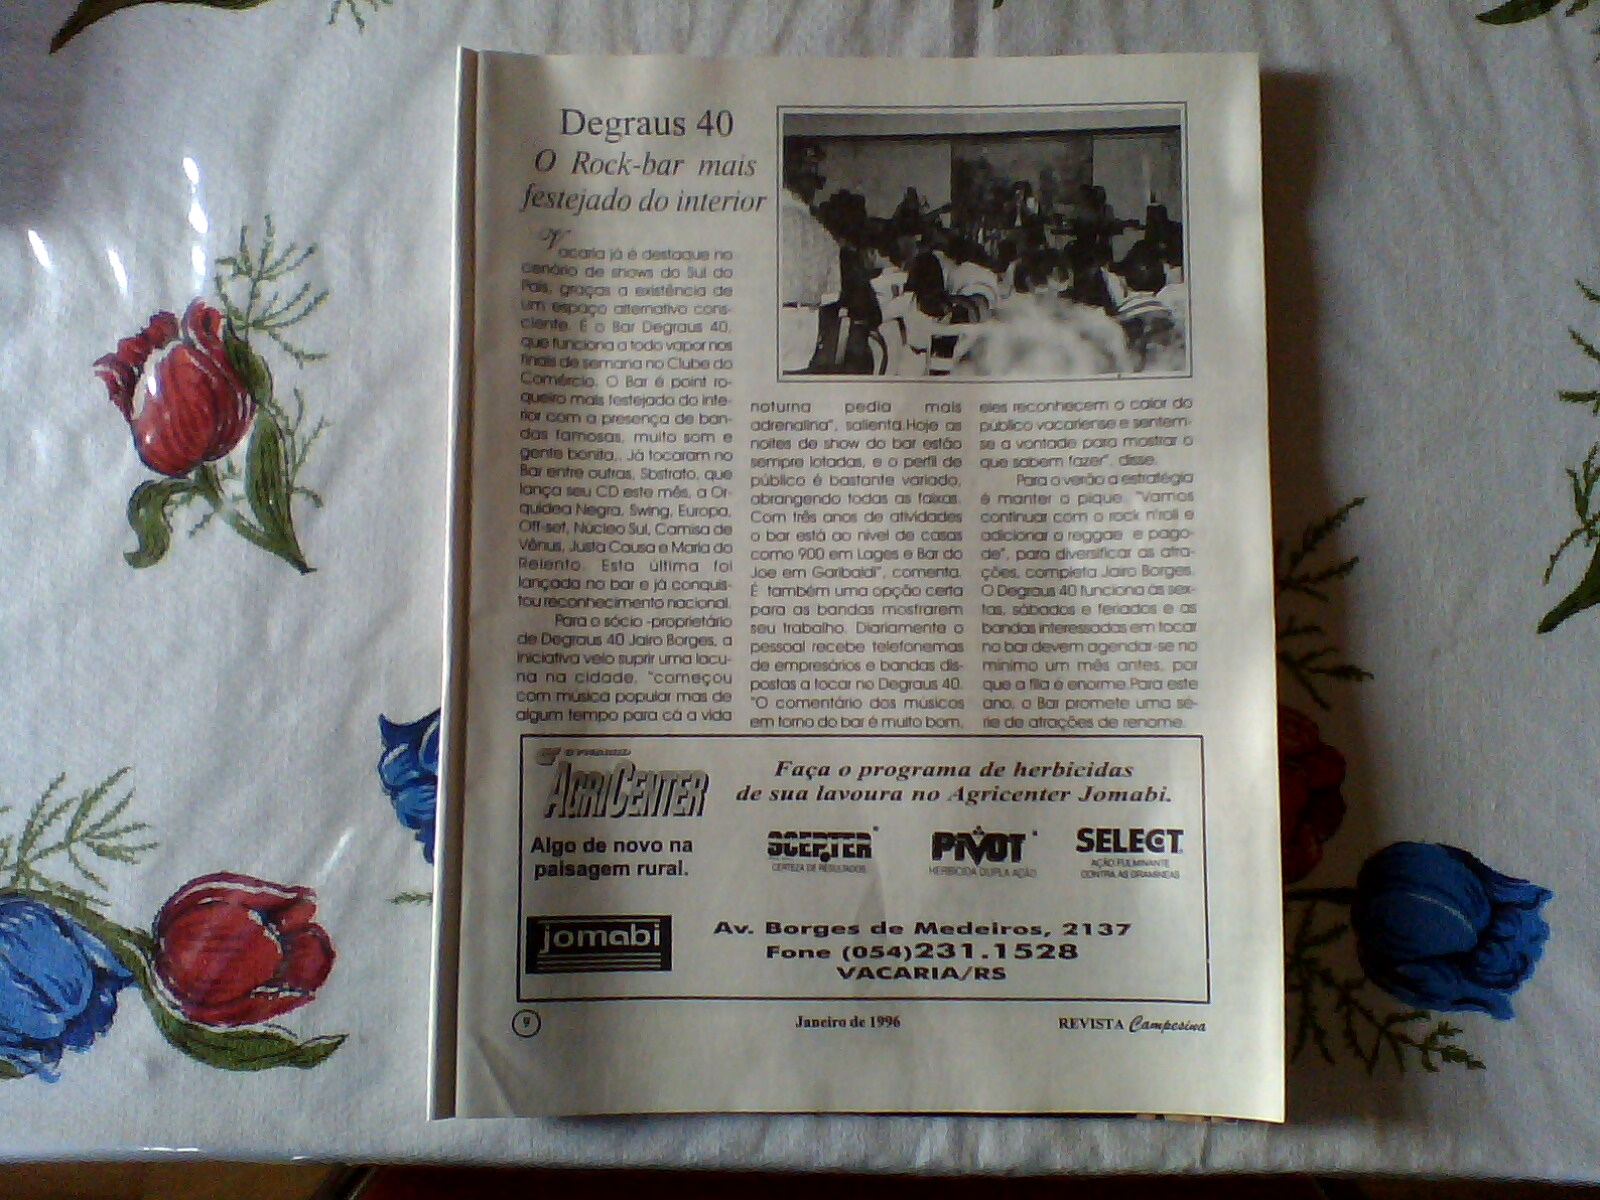 Degraus 40
O Rock-bar mais
festejado do interior
Vacaria já é destaque no
cenário de shows do Sul do
País, graças a existência de
um espaço alternativo cons-
ciente. É o Bar Degraus 40,
que funciona a todo vapor nos
finais de semana no Clube do
Comércio. O Bar é point ro-
queiro mais festejado do inte-
rior com a presença de ban-
das famosas, muito som e
gente bonita,. Já tocaram no
Bar entre outras, Sbstrato, que
lança seu CD este mês, a Or-
quidea Negra, Swing, Europa,
Off-set, Núcleo Sul, Camisa de
Vênus, Justa Causa e Maria do
Relento. Esta última foi
lançada no bar e já conquis-
tou reconhecimento nacional.
Para o sócio -proprietário
de Degraus 40 Jairo Borges, a
iniciativa veio suprir uma lacu-
na na cidade, "começou
com música popular mas de
algum tempo para cá a vida
noturna pedia mais
adrenalina", salienta.Hoje as
noites de show do bar estão
sempre lotadas, e o perfil de
público é bastante variado,
abrangendo todas as faixas.
Com três anos de atividades
o bar está ao nível de casas
como 900 em Lages e Bar do
Joe em Garibaldi", comenta.
É também uma opção certa
para as bandas mostrarem
seu trabalho. Diariamente o
pessoal recebe telefonemas
de empresários e bandas dis-
postas a tocar no Degraus 40.
"O comentário dos músicos
em torno do bar é muito bom,
eles reconhecem o calor do
público vacariense e sentem-
se a vontade para mostrar o
que sabem fazer", disse.
Para o verão a estratégia
é manter o pique. "Vamos
continuar com o rock n'roll e
adicionar o reggae e pago-
de", para diversificar as atra-
ções, completa Jairo Borges.
O Degraus 40 funciona às sex-
tas, sábados e feriados e as
bandas interessadas em tocar
no bar devem agendar-se no
mínimo um mês antes, por
que a fila é enorme.Para este
ano, o Bar promete uma sé-
rie de atrações de renome.
AGRICENTER
Algo de novo na
paisagem rural.
Faça o programa de herbicidas
de sua lavoura no Agricenter Jomabi.
SCEPTER
CERTEZA DE RESULTADOS
PIVOT
HERBICIDA DUPLA AÇÃO
SELECT
AÇÃO FULMINANTE
CONTRA AS GRAMÍNEAS
jomabi
Av. Borges de Medeiros, 2137
Fone (054)231.1528
VACARIA/RS
9
Janeiro de 1996
REVISTA Campesina